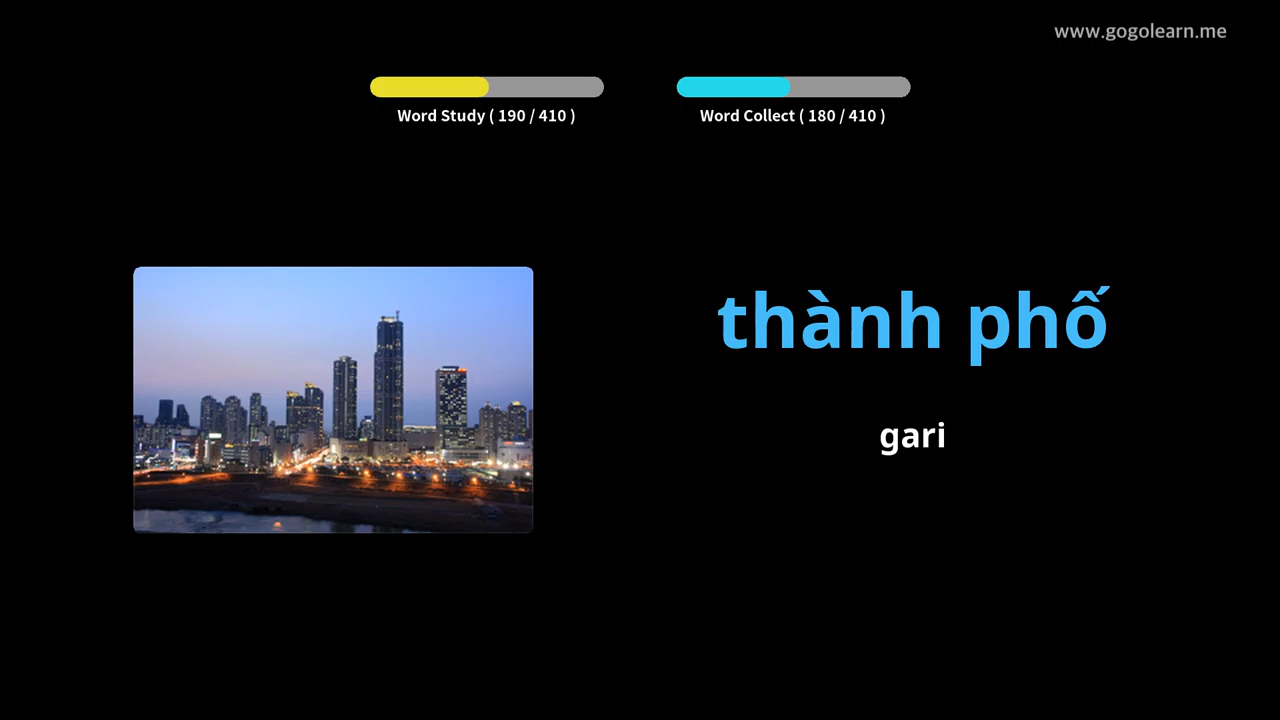 www.gogolearn.me
Word Study ( 190 / 410 )
Word Collect ( 180 / 410 )
thành phố
gari